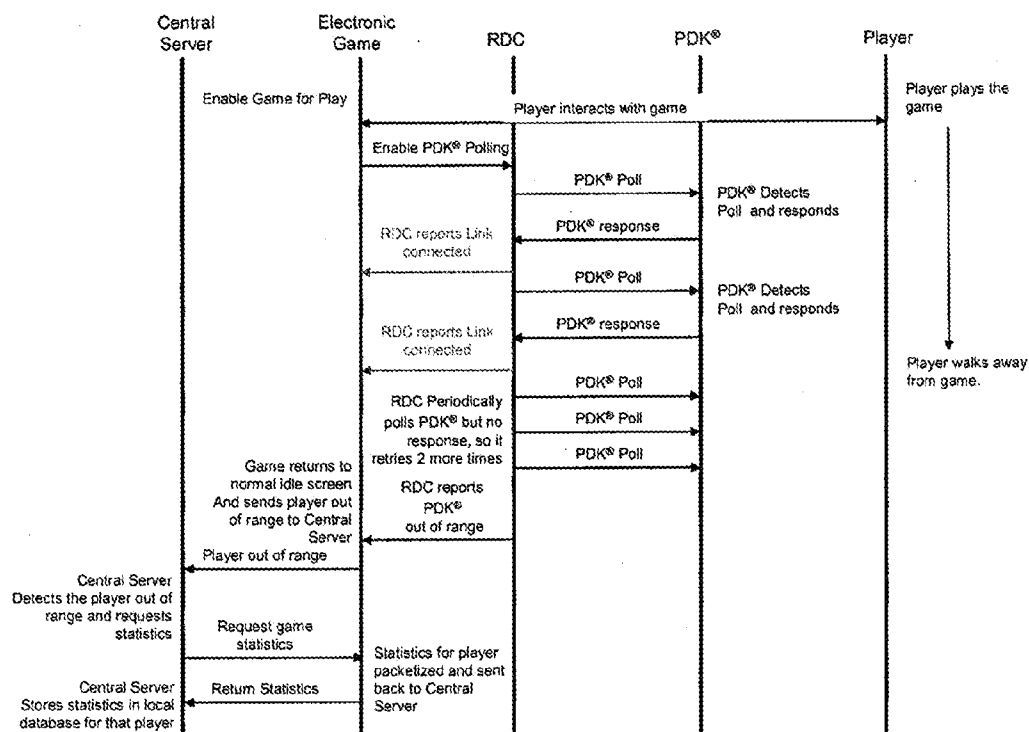 Central
Server
Electronic
Game
RDC
PDK®
Player
Enable Game for Play
Player interacts with game
Player plays the
game
Enable PDK® Polling
PDK® Poll
PDK® Detects
Poll and responds
PDK® response
RDC reports Link
connected
PDK® Poll
PDK® Detects
Poll and responds
PDK® response
RDC reports Link
connected
Player walks away
from game.
PDK® Poll
RDC Periodically
polls PDK® but no
response, so it
retries 2 more times
PDK® Poll
PDK® Poll
Game returns to
normal idle screen
And sends player out
of range to Central
Server
RDC reports
PDK®
out of range
Player out of range
Central Server
Detects the player out of
range and requests
statistics
Request game
statistics
Statistics for player
packetized and sent
back to Central
Server
Return Statistics
Central Server
Stores statistics in local
database for that player